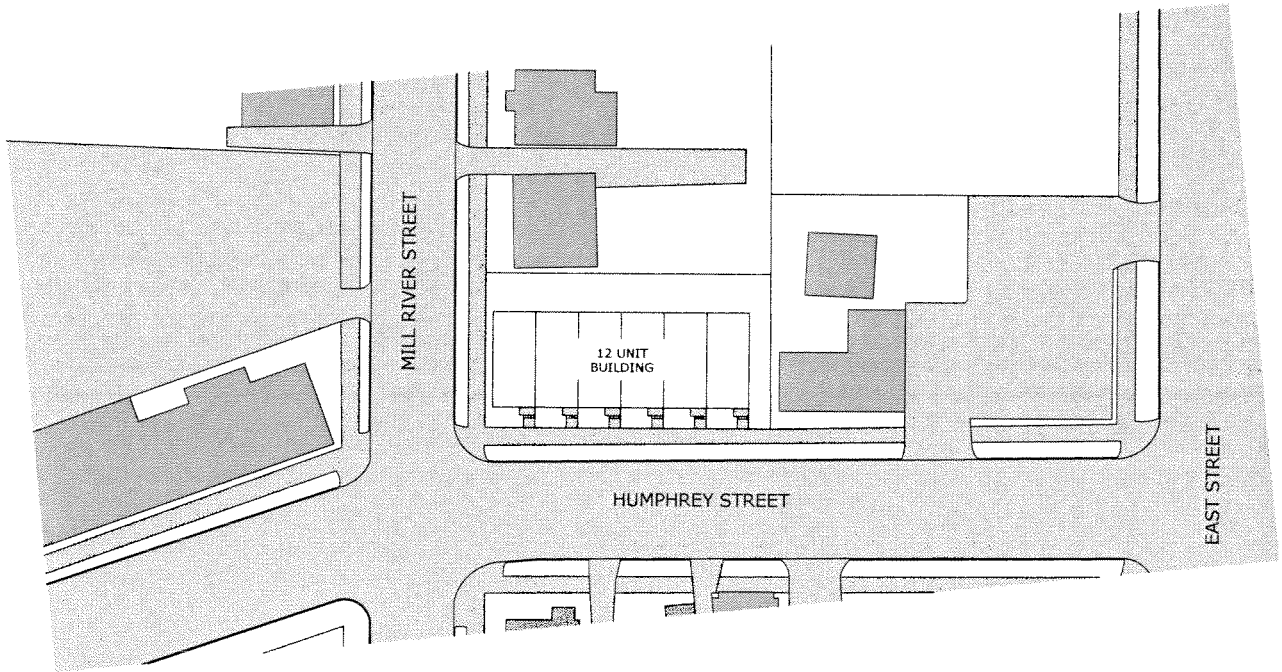 MILL RIVER STREET
12 UNIT
BUILDING
HUMPHREY STREET
EAST STREET